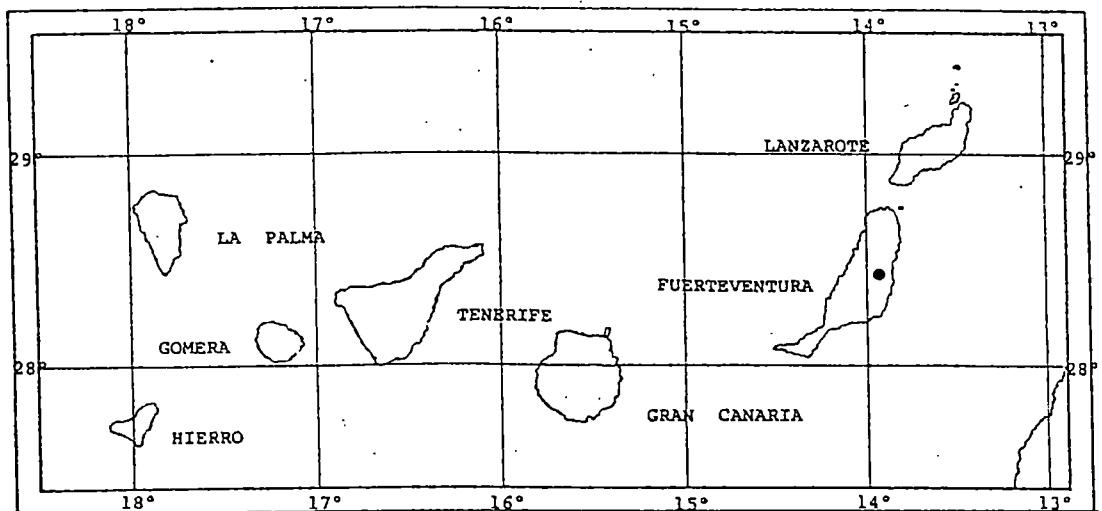 18° 17° 16° 15° 14° 13°
LANZAROTE
29° 29°
LA PALMA
FUERTEVENTURA
TENERIFE
GOMERA
28° 28°
GRAN CANARIA
HIERRO
18° 17° 16° 15° 14° 13°